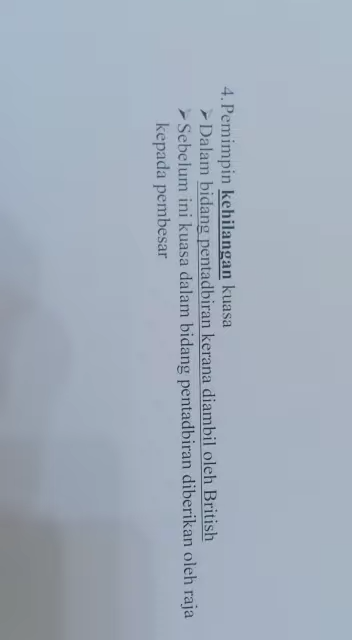 4. Pemimpin kehilangan kuasa
➤ Dalam bidang pentadbiran kerana diambil oleh British
➤ Sebelum ini kuasa dalam bidang pentadbiran diberikan oleh raja
kepada pembesar